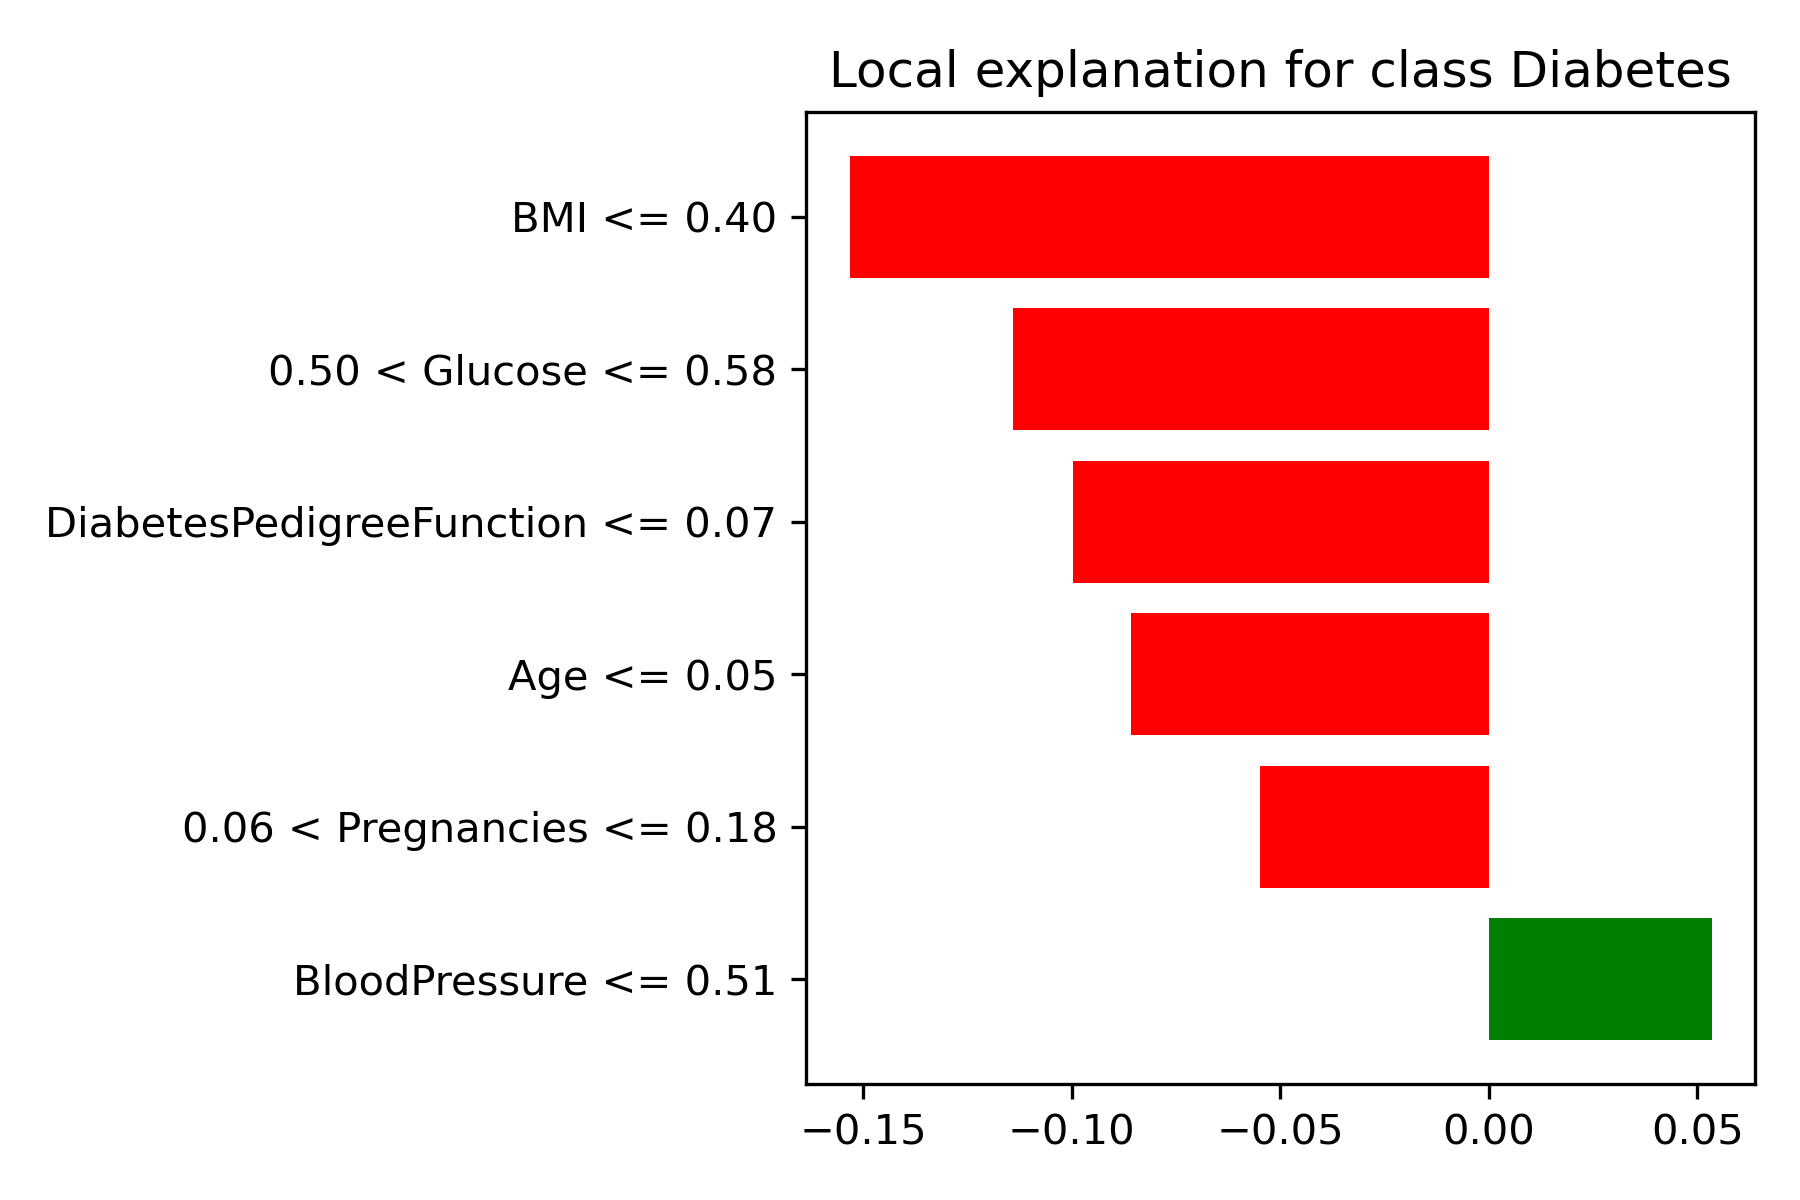 Local explanation for class Diabetes
BMI <= 0.40
0.50 < Glucose <= 0.58
DiabetesPedigreeFunction <= 0.07
Age <= 0.05
0.06 < Pregnancies <= 0.18
BloodPressure <= 0.51
−0.15 −0.10 −0.05 0.00 0.05